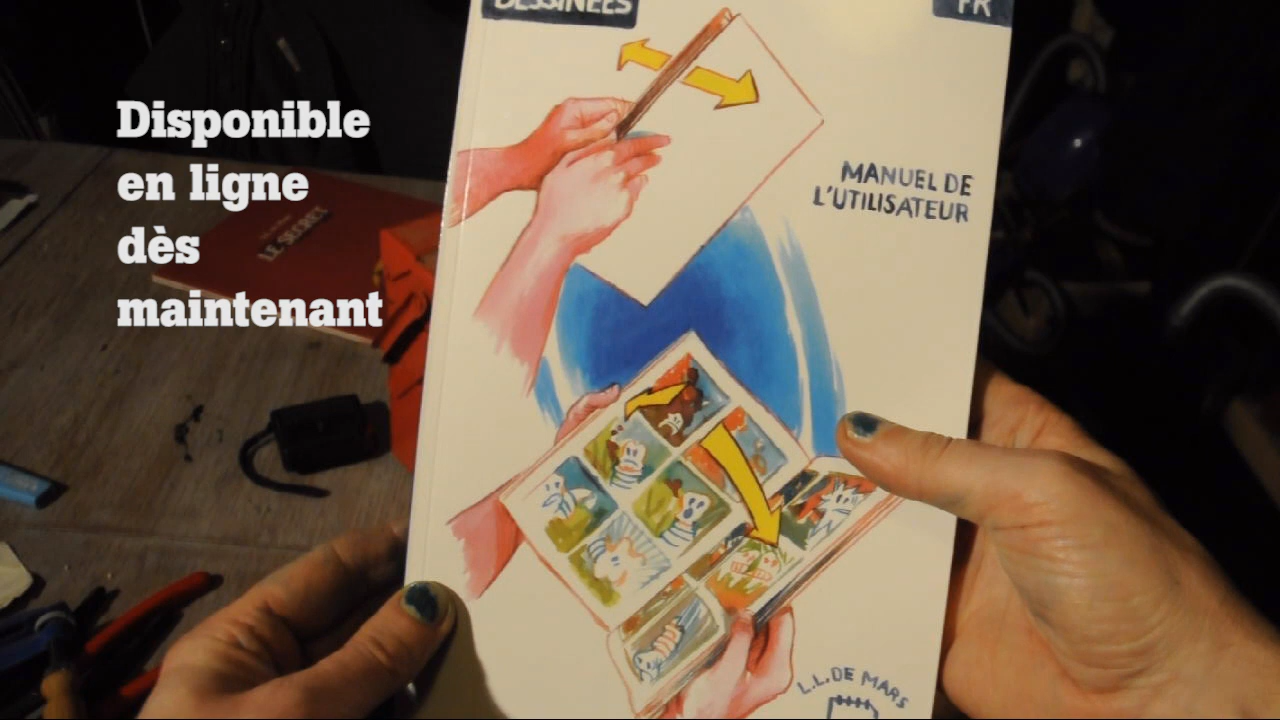 DESSINÉES
FR
Disponible
en ligne
dès
maintenant
MANUEL DE
L'UTILISATEUR
LE SECRET
L.L. DE MARS